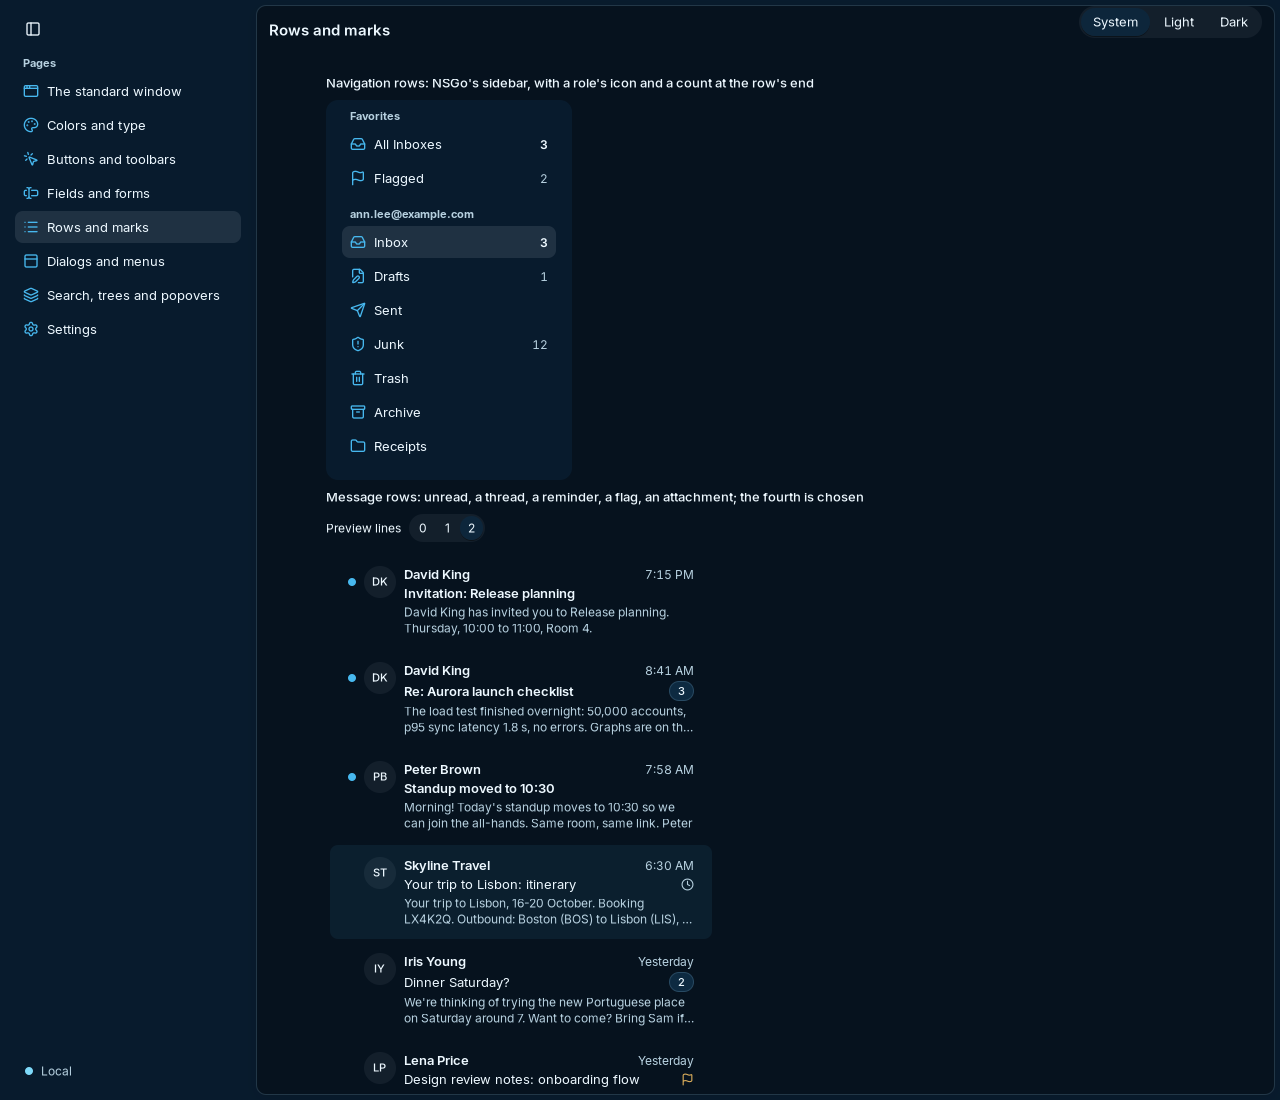 Pages
The standard window
Colors and type
Buttons and toolbars
Fields and forms
Rows and marks
Dialogs and menus
Search, trees and popovers
Settings
Local
Rows and marks
System Light Dark
Navigation rows: NSGo's sidebar, with a role's icon and a count at the row's end
Favorites
All Inboxes 3
Flagged 2
ann.lee@example.com
Inbox 3
Drafts 1
Sent
Junk 12
Trash
Archive
Receipts
Message rows: unread, a thread, a reminder, a flag, an attachment; the fourth is chosen
Preview lines 0 1 2
DK David King 7:15 PM
Invitation: Release planning
David King has invited you to Release planning.
Thursday, 10:00 to 11:00, Room 4.
DK David King 8:41 AM
Re: Aurora launch checklist 3
The load test finished overnight: 50,000 accounts,
p95 sync latency 1.8 s, no errors. Graphs are on th...
PB Peter Brown 7:58 AM
Standup moved to 10:30
Morning! Today's standup moves to 10:30 so we
can join the all-hands. Same room, same link. Peter
ST Skyline Travel 6:30 AM
Your trip to Lisbon: itinerary
Your trip to Lisbon, 16-20 October. Booking
LX4K2Q. Outbound: Boston (BOS) to Lisbon (LIS), ...
IY Iris Young Yesterday
Dinner Saturday? 2
We're thinking of trying the new Portuguese place
on Saturday around 7. Want to come? Bring Sam if...
LP Lena Price Yesterday
Design review notes: onboarding flow